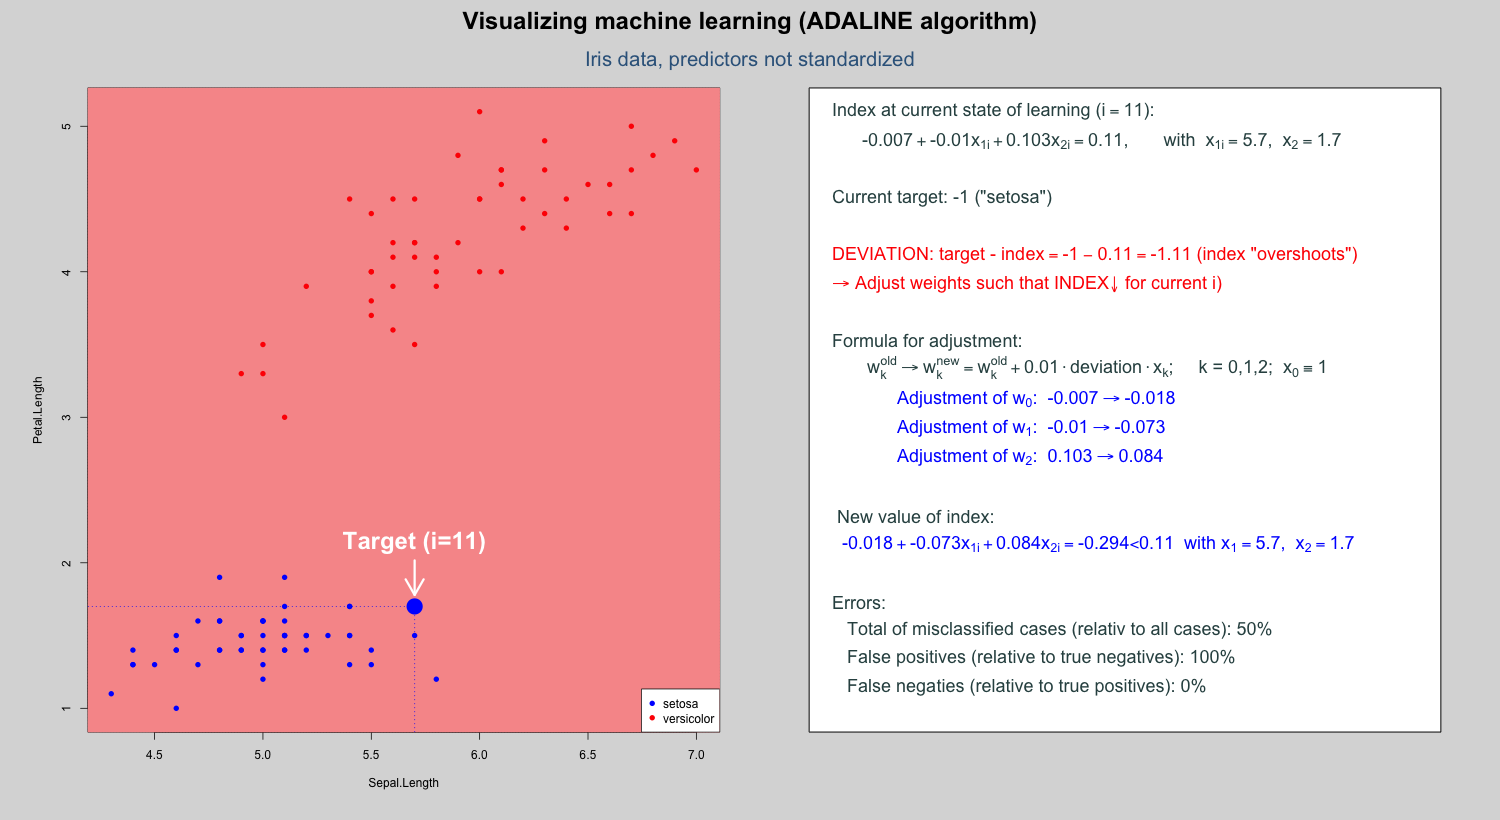 Visualizing machine learning (ADALINE algorithm)
Iris data, predictors not standardized
5
4
3
2
1
Petal.Length
Target (i=11)
setosa
versicolor
4.5 5.0 5.5 6.0 6.5 7.0
Sepal.Length
Index at current state of learning (i = 11):
-0.007 + -0.01x1i + 0.103x2i = 0.11, with x1i = 5.7, x2 = 1.7
Current target: -1 ("setosa")
DEVIATION: target - index = -1 − 0.11 = -1.11 (index "overshoots")
→ Adjust weights such that INDEX↓ for current i)
Formula for adjustment:
wkold → wknew = wkold + 0.01 · deviation · xk; k = 0,1,2; x0 ≡ 1
Adjustment of w0: -0.007 → -0.018
Adjustment of w1: -0.01 → -0.073
Adjustment of w2: 0.103 → 0.084
New value of index:
-0.018 + -0.073x1i + 0.084x2i = -0.294<0.11 with x1 = 5.7, x2 = 1.7
Errors:
Total of misclassified cases (relativ to all cases): 50%
False positives (relative to true negatives): 100%
False negaties (relative to true positives): 0%